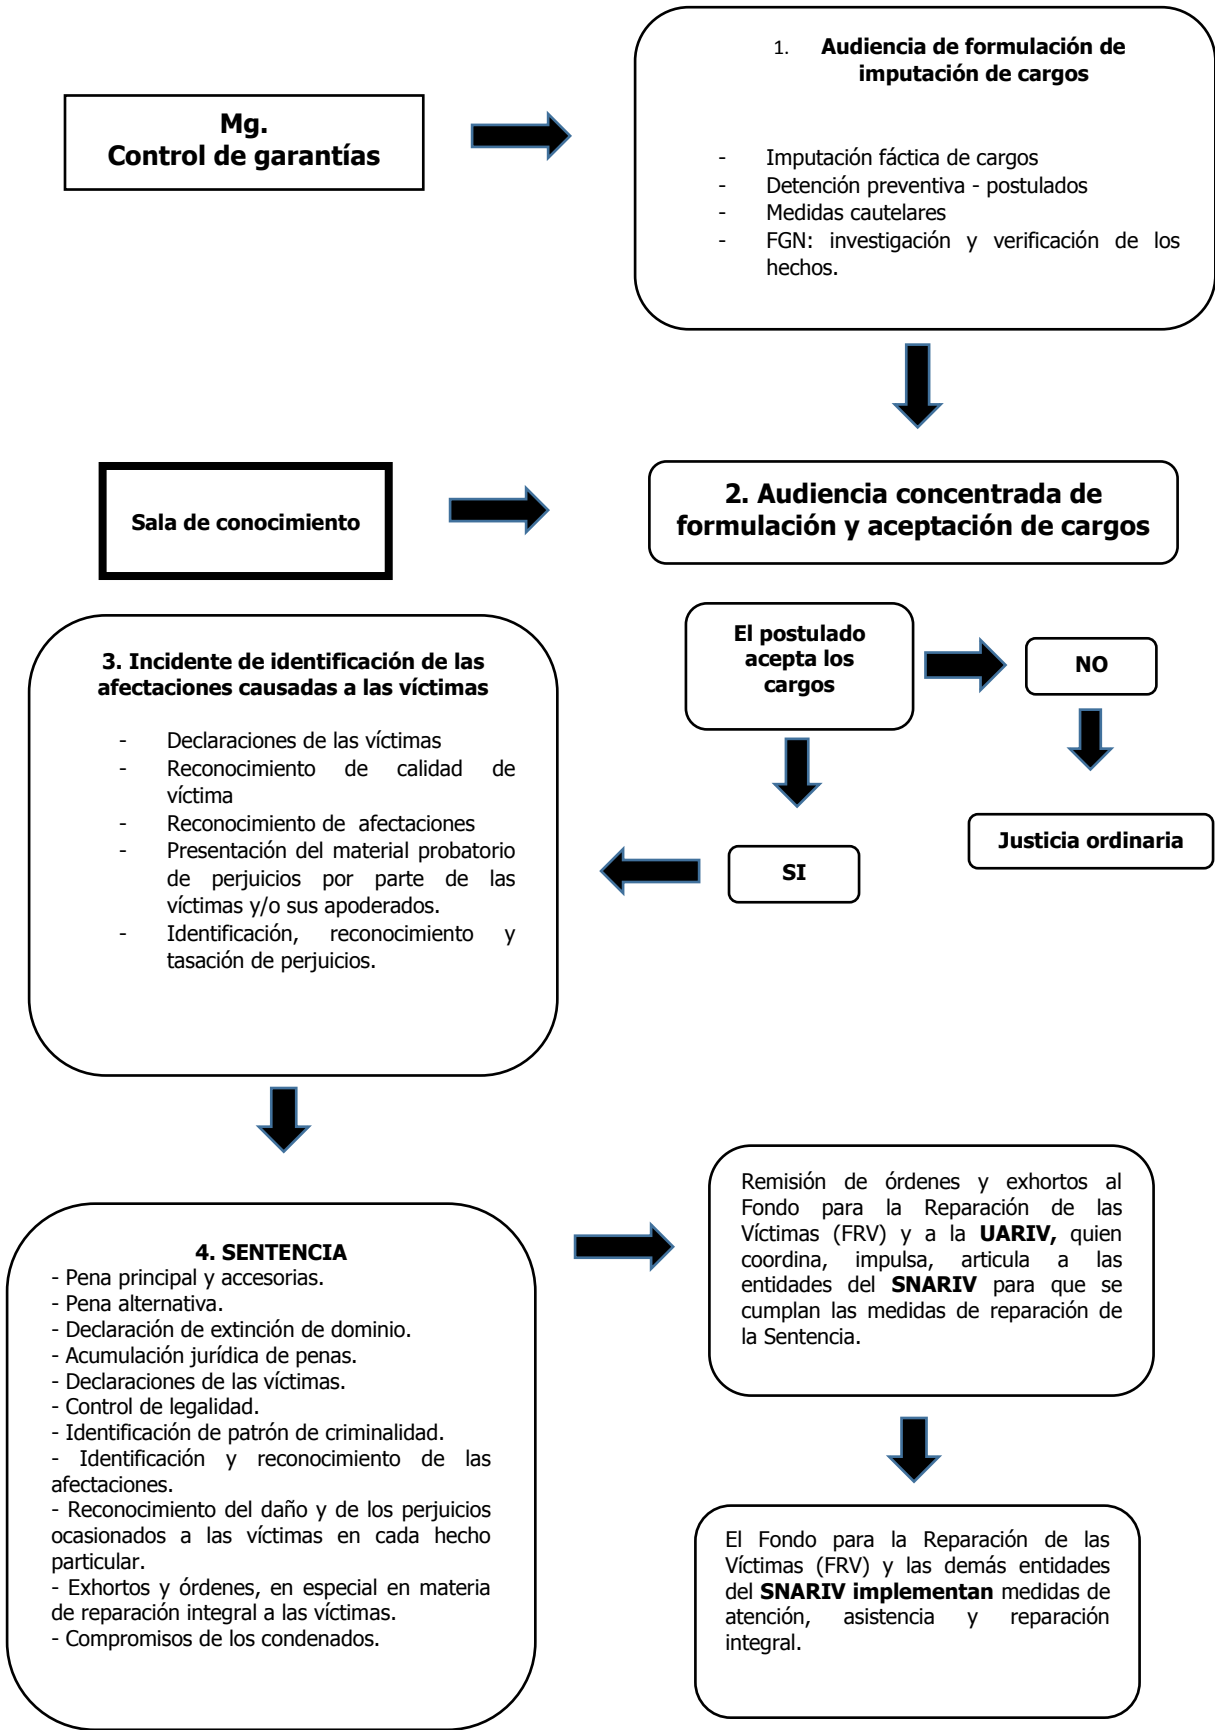 Mg.
Control de garantías
1. Audiencia de formulación de
imputación de cargos
- Imputación fáctica de cargos
- Detención preventiva - postulados
- Medidas cautelares
- FGN: investigación y verificación de los
hechos.
Sala de conocimiento
2. Audiencia concentrada de
formulación y aceptación de cargos
El postulado
acepta los
cargos
NO
Justicia ordinaria
SI
3. Incidente de identificación de las
afectaciones causadas a las víctimas
- Declaraciones de las víctimas
- Reconocimiento de calidad de
víctima
- Reconocimiento de afectaciones
- Presentación del material probatorio
de perjuicios por parte de las
víctimas y/o sus apoderados.
- Identificación, reconocimiento y
tasación de perjuicios.
4. SENTENCIA
- Pena principal y accesorias.
- Pena alternativa.
- Declaración de extinción de dominio.
- Acumulación jurídica de penas.
- Declaraciones de las víctimas.
- Control de legalidad.
- Identificación de patrón de criminalidad.
- Identificación y reconocimiento de las
afectaciones.
- Reconocimiento del daño y de los perjuicios
ocasionados a las víctimas en cada hecho
particular.
- Exhortos y órdenes, en especial en materia
de reparación integral a las víctimas.
- Compromisos de los condenados.
Remisión de órdenes y exhortos al
Fondo para la Reparación de las
Víctimas (FRV) y a la UARIV, quien
coordina, impulsa, articula a las
entidades del SNARIV para que se
cumplan las medidas de reparación de
la Sentencia.
El Fondo para la Reparación de las
Víctimas (FRV) y las demás entidades
del SNARIV implementan medidas de
atención, asistencia y reparación
integral.